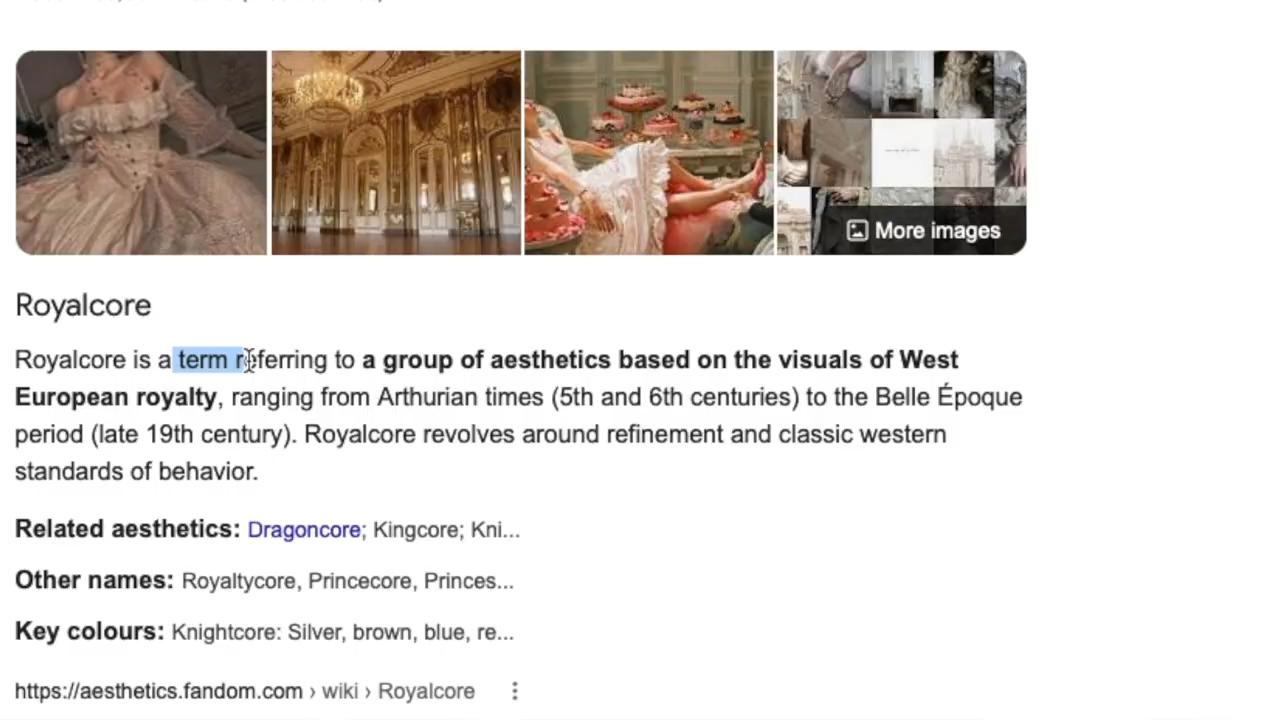 More images
Royalcore
Royalcore is a term referring to a group of aesthetics based on the visuals of West
European royalty, ranging from Arthurian times (5th and 6th centuries) to the Belle Époque
period (late 19th century). Royalcore revolves around refinement and classic western
standards of behavior.
Related aesthetics: Dragoncore; Kingcore; Kni...
Other names: Royaltycore, Princecore, Princes...
Key colours: Knightcore: Silver, brown, blue, re...
https://aesthetics.fandom.com › wiki › Royalcore